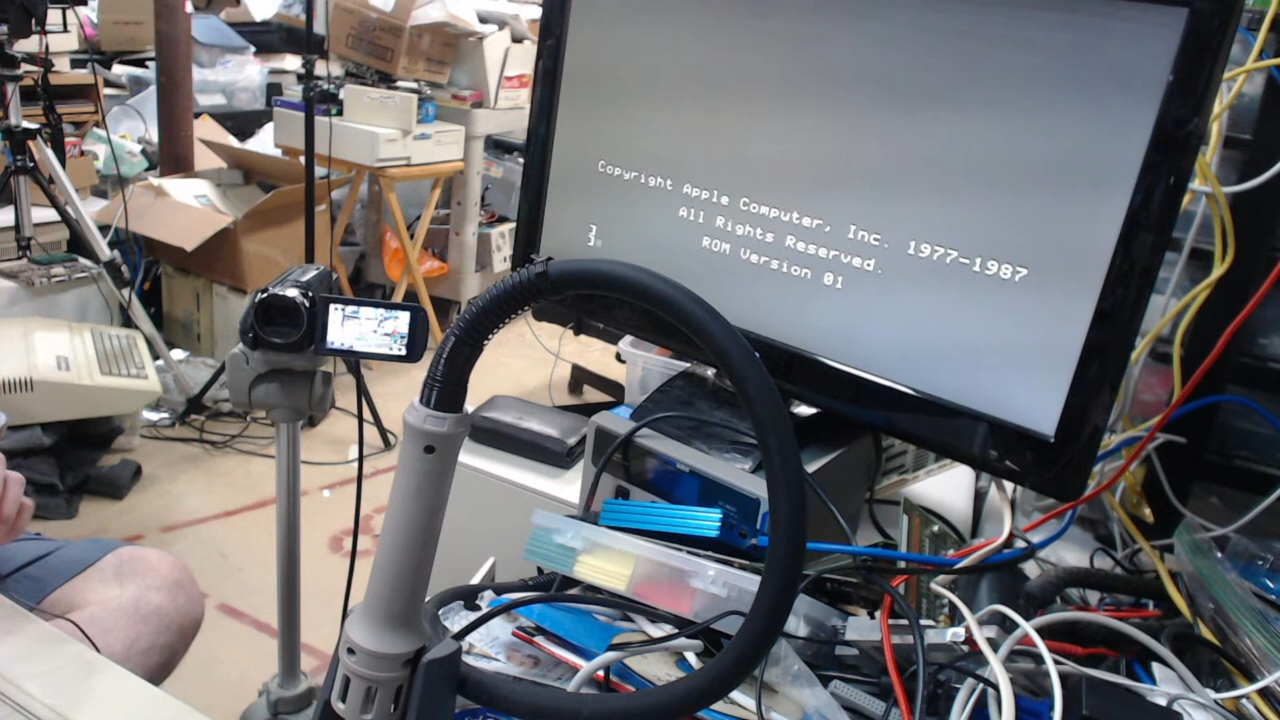 Copyright Apple Computer, Inc. 1977-1987
All Rights Reserved.
ROM Version 01
]
]